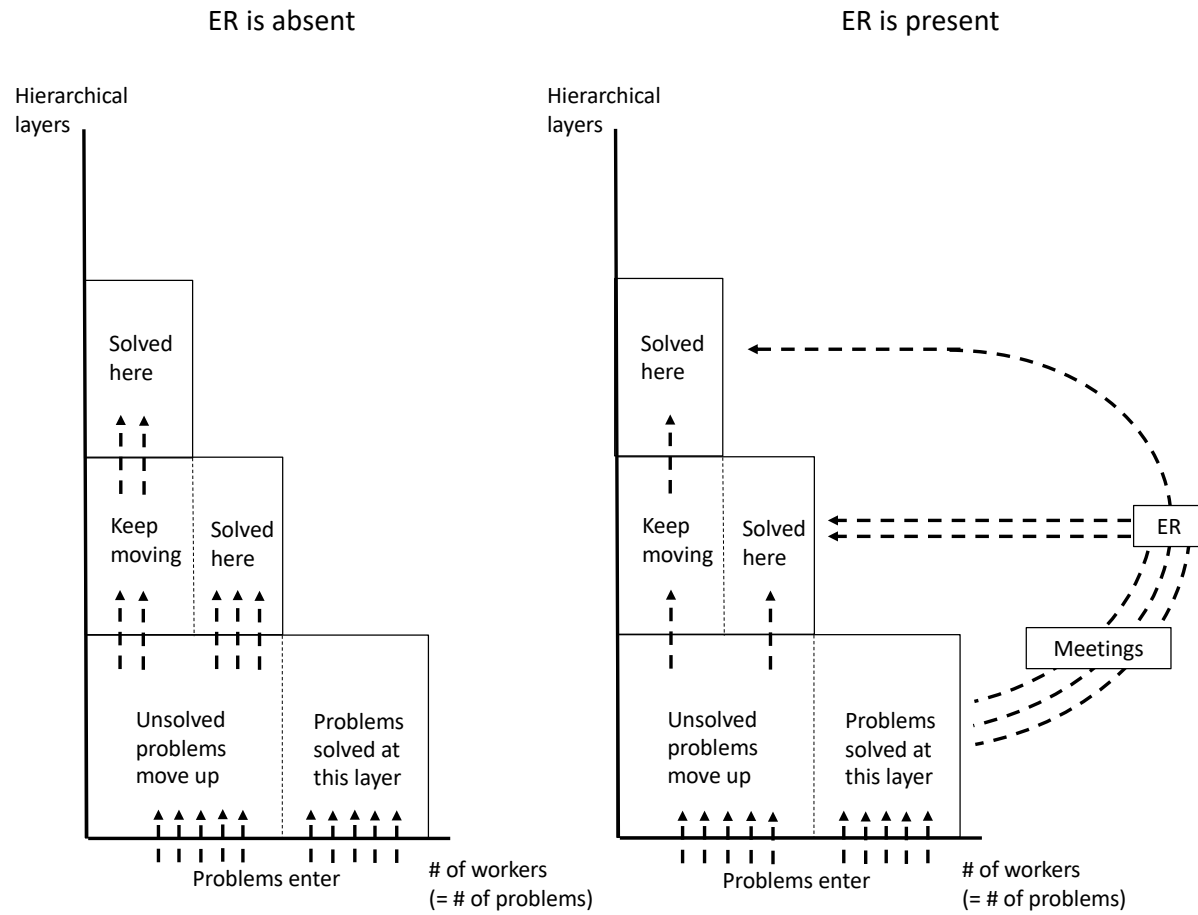 ER is absent
Hierarchical
layers
Solved
here
Keep
moving
Solved
here
Unsolved
problems
move up
Problems
solved at
this layer
Problems enter
# of workers
(= # of problems)
ER is present
Hierarchical
layers
Solved
here
Keep
moving
Solved
here
ER
Meetings
Unsolved
problems
move up
Problems
solved at
this layer
Problems enter
# of workers
(= # of problems)